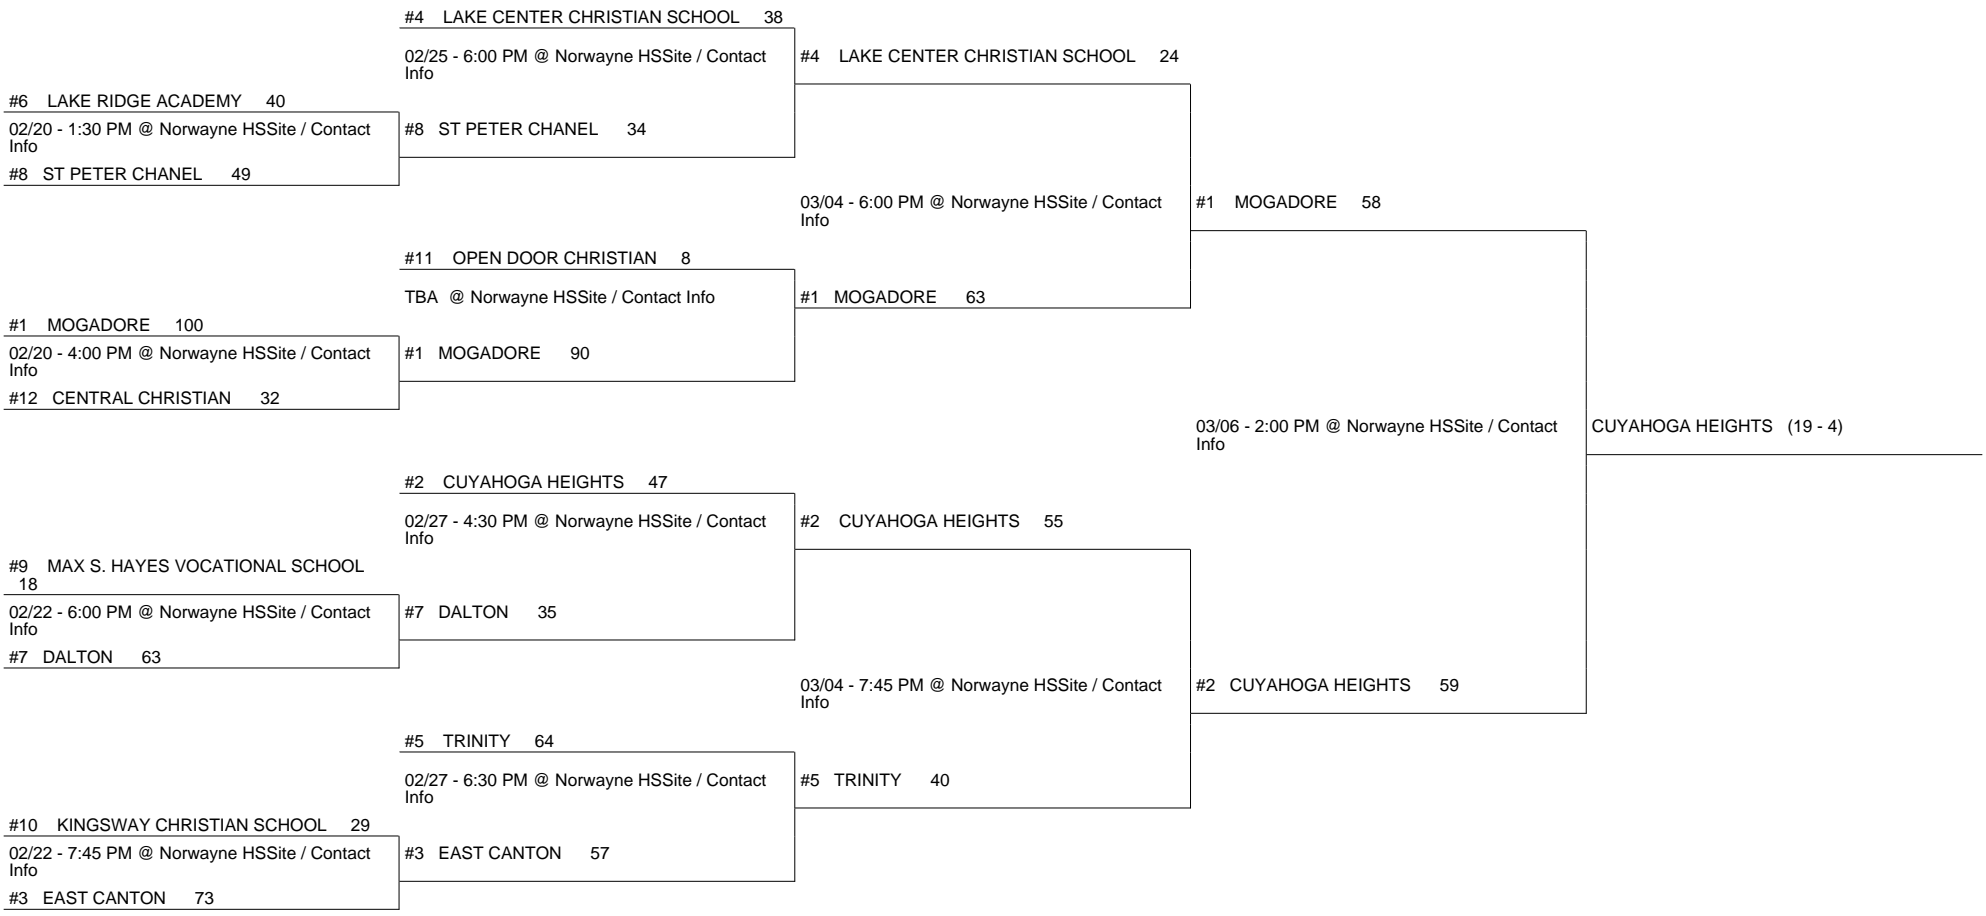 #4 LAKE CENTER CHRISTIAN SCHOOL 38
02/25 - 6:00 PM @ Norwayne HSSite / Contact
Info
#4 LAKE CENTER CHRISTIAN SCHOOL 24
#6 LAKE RIDGE ACADEMY 40
02/20 - 1:30 PM @ Norwayne HSSite / Contact
Info
#8 ST PETER CHANEL 34
#8 ST PETER CHANEL 49
03/04 - 6:00 PM @ Norwayne HSSite / Contact
Info
#1 MOGADORE 58
#11 OPEN DOOR CHRISTIAN 8
TBA @ Norwayne HSSite / Contact Info
#1 MOGADORE 63
#1 MOGADORE 100
02/20 - 4:00 PM @ Norwayne HSSite / Contact
Info
#1 MOGADORE 90
#12 CENTRAL CHRISTIAN 32
03/06 - 2:00 PM @ Norwayne HSSite / Contact
Info
CUYAHOGA HEIGHTS (19 - 4)
#2 CUYAHOGA HEIGHTS 47
02/27 - 4:30 PM @ Norwayne HSSite / Contact
Info
#2 CUYAHOGA HEIGHTS 55
#9 MAX S. HAYES VOCATIONAL SCHOOL
18
02/22 - 6:00 PM @ Norwayne HSSite / Contact
Info
#7 DALTON 35
#7 DALTON 63
03/04 - 7:45 PM @ Norwayne HSSite / Contact
Info
#2 CUYAHOGA HEIGHTS 59
#5 TRINITY 64
02/27 - 6:30 PM @ Norwayne HSSite / Contact
Info
#5 TRINITY 40
#10 KINGSWAY CHRISTIAN SCHOOL 29
02/22 - 7:45 PM @ Norwayne HSSite / Contact
Info
#3 EAST CANTON 57
#3 EAST CANTON 73